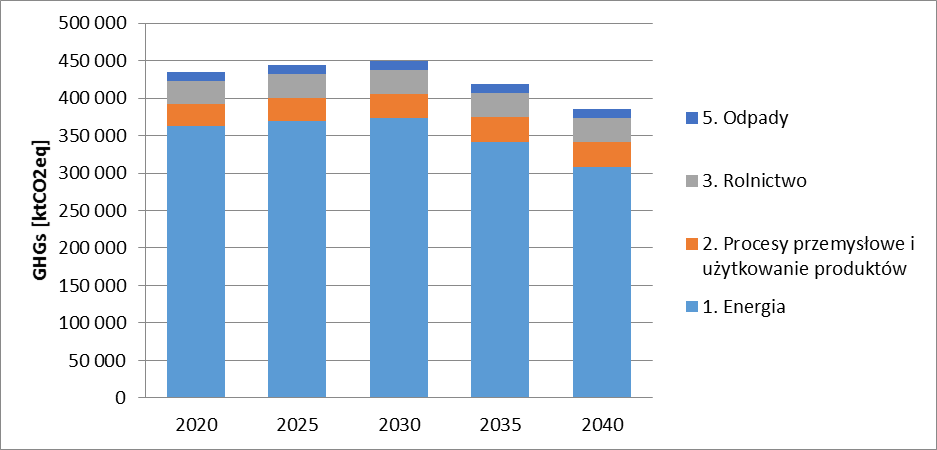 GHGs [ktCO2eq]
500 000
450 000
400 000
350 000
300 000
250 000
200 000
150 000
100 000
50 000
0
2020
2025
2030
2035
2040
5. Odpady
3. Rolnictwo
2. Procesy przemysłowe i
użytkowanie produktów
1. Energia